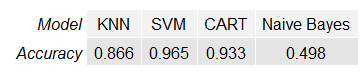 Model KNN SVM CART Naive Bayes
Accuracy 0.866 0.965 0.933 0.498